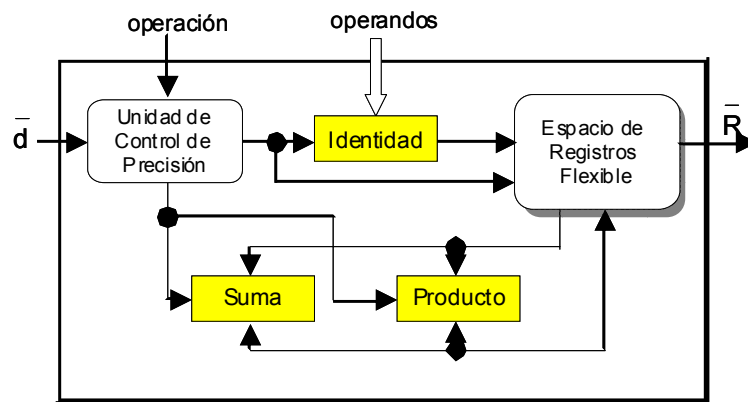 operación
operandos
d̅
Unidad de
Control de
Precisión
Identidad
Espacio de
Registros
Flexible
R̅
Suma
Producto